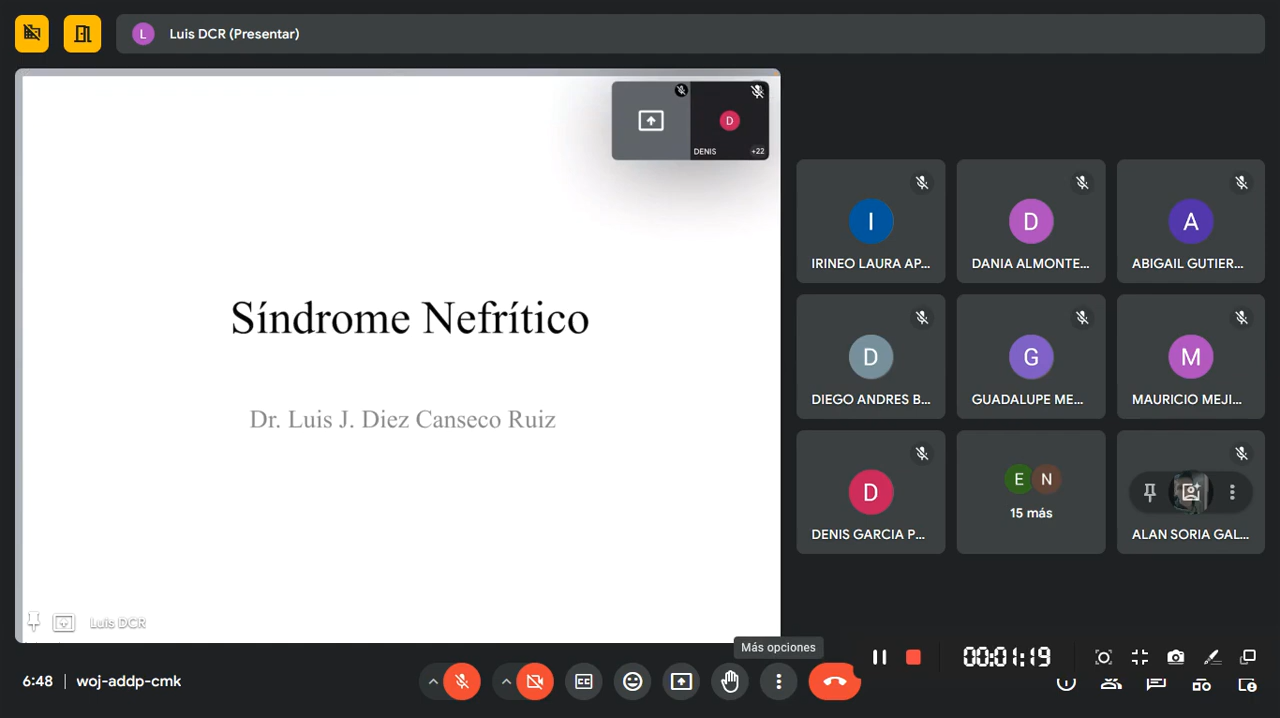 L Luis DCR (Presentar)
D
DENIS +22
Síndrome Nefrítico
Dr. Luis J. Diez Canseco Ruiz
Luis DCR
I
IRINEO LAURA AP...
D
DANIA ALMONTE...
A
ABIGAIL GUTIER...
D
DIEGO ANDRES B...
G
GUADALUPE ME...
M
MAURICIO MEJI...
D
DENIS GARCIA P...
E N
15 más
ALAN SORIA GAL...
Más opciones
00:01:19
6:48 | woj-addp-cmk